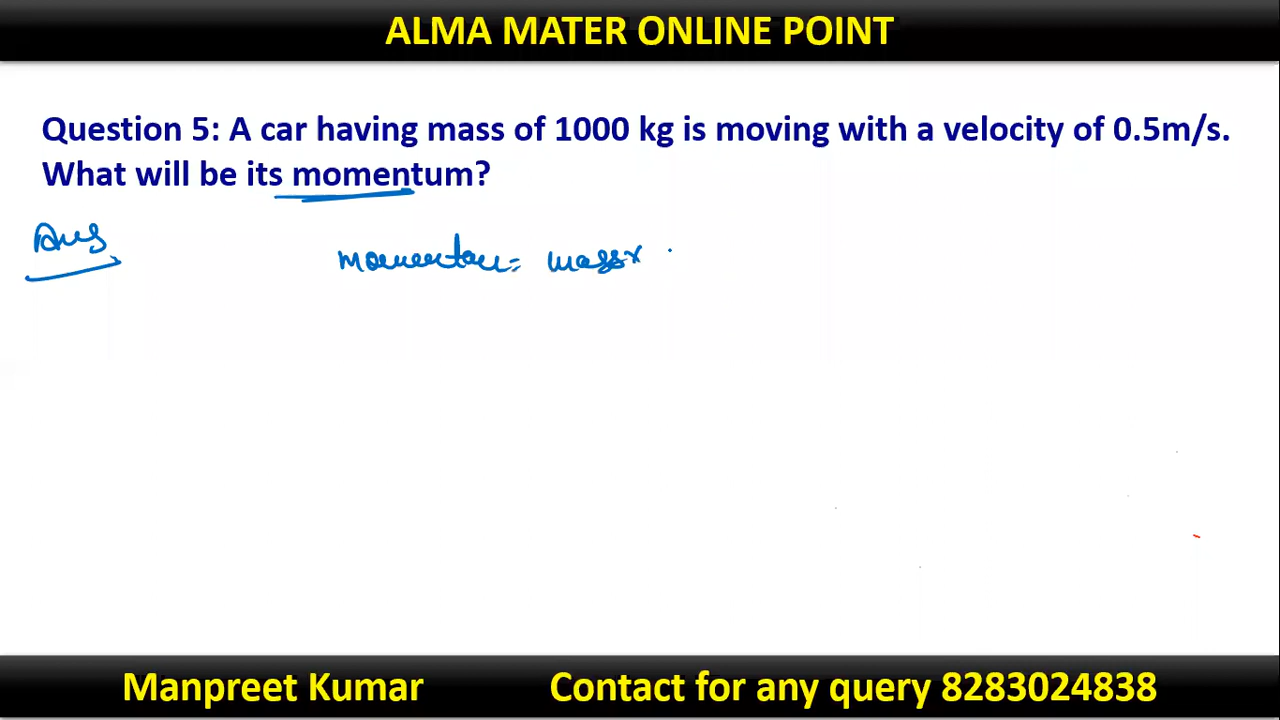 ALMA MATER ONLINE POINT
Question 5: A car having mass of 1000 kg is moving with a velocity of 0.5m/s.
What will be its momentum?
Ans
mass×
Manpreet Kumar Contact for any query 8283024838